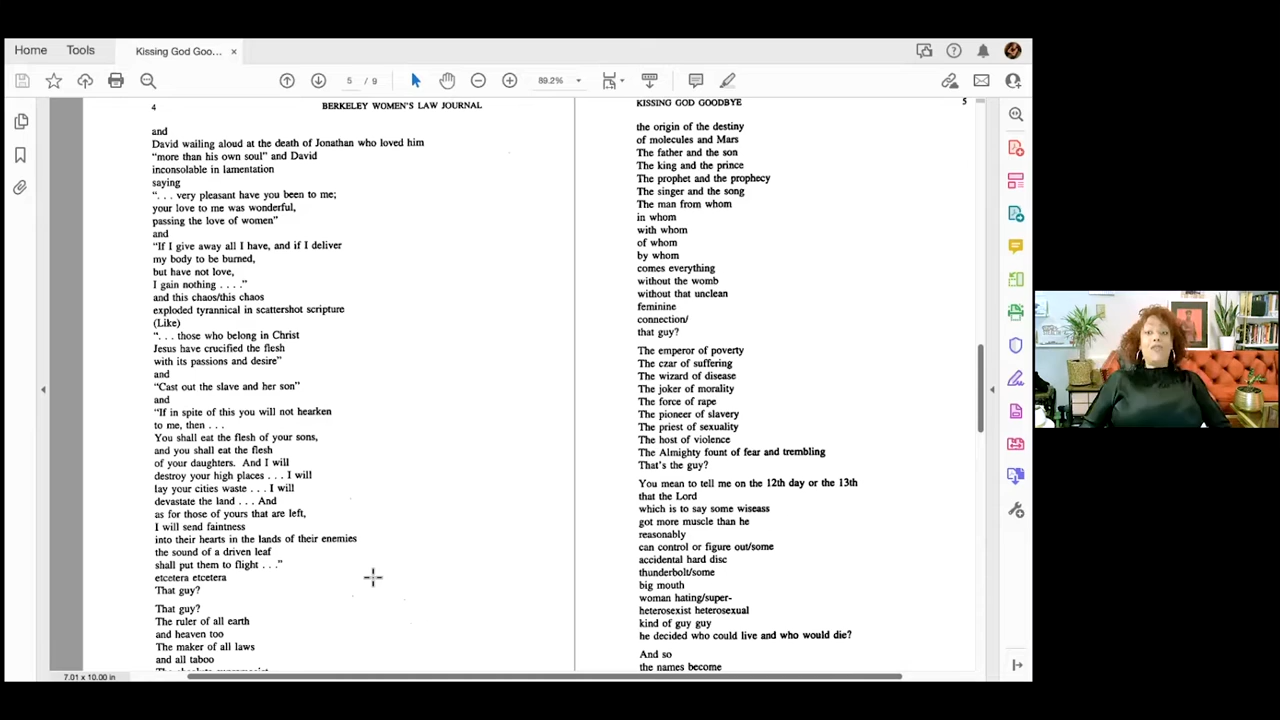 Home
Tools
Kissing God Goo... ×
5 / 9
89.2%
4
BERKELEY WOMEN'S LAW JOURNAL
and
David wailing aloud at the death of Jonathan who loved him
"more than his own soul" and David
inconsolable in lamentation
saying
". . . very pleasant have you been to me;
your love to me was wonderful,
passing the love of women"
and
"If I give away all I have, and if I deliver
my body to be burned,
but have not love,
I gain nothing . . . ."
and this chaos/this chaos
exploded tyrannical in scattershot scripture
(Like)
". . . those who belong in Christ
Jesus have crucified the flesh
with its passions and desire"
and
"Cast out the slave and her son"
and
"If in spite of this you will not hearken
to me, then . . .
You shall eat the flesh of your sons,
and you shall eat the flesh
of your daughters. And I will
destroy your high places . . . I will
lay your cities waste . . . I will
devastate the land . . . And
as for those of yours that are left,
I will send faintness
into their hearts in the lands of their enemies
the sound of a driven leaf
shall put them to flight . . ."
etcetera etcetera
That guy?
That guy?
The ruler of all earth
and heaven too
The maker of all laws
and all taboo
7.01 x 10.00 in
KISSING GOD GOODBYE
5
the origin of the destiny
of molecules and Mars
The father and the son
The king and the prince
The prophet and the prophecy
The singer and the song
The man from whom
in whom
with whom
of whom
by whom
comes everything
without the womb
without that unclean
feminine
connection/
that guy?
The emperor of poverty
The czar of suffering
The wizard of disease
The joker of morality
The force of rape
The pioneer of slavery
The priest of sexuality
The host of violence
The Almighty fount of fear and trembling
That's the guy?
You mean to tell me on the 12th day or the 13th
that the Lord
which is to say some wiseass
got more muscle than he
reasonably
can control or figure out/some
accidental hard disc
thunderbolt/some
big mouth
woman hating/super-
heterosexist heterosexual
kind of guy guy
he decided who could live and who would die?
And so
the names become